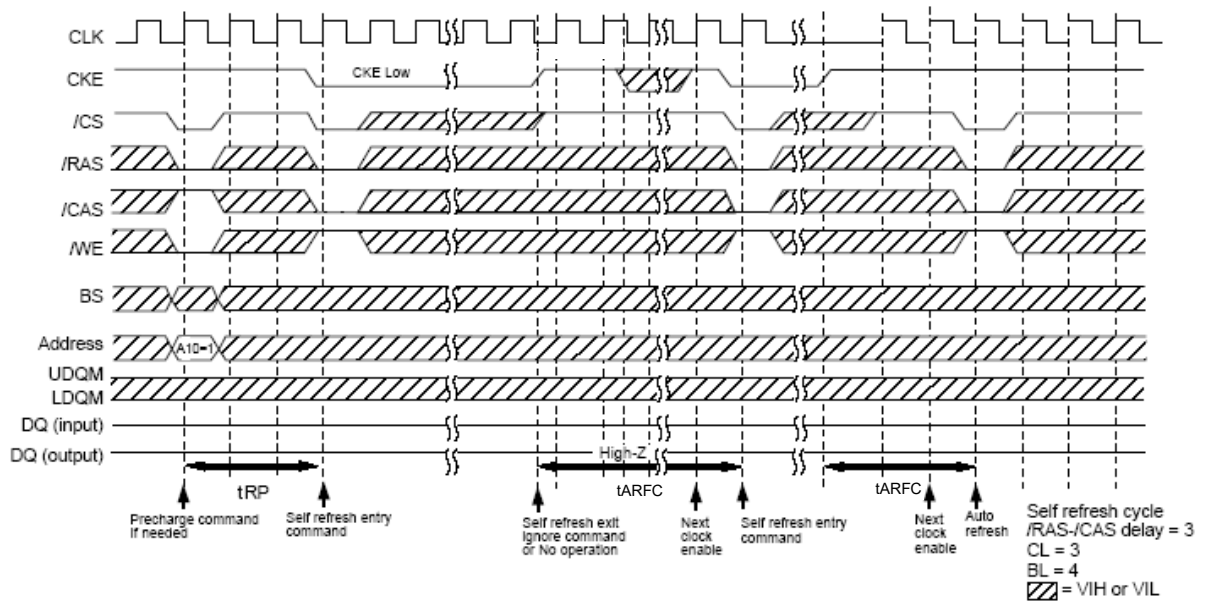 CLK
CKE
CKE Low
/CS
/RAS
/CAS
/WE
BS
Address
A10=1
UDQM
LDQM
DQ (input)
DQ (output)
High-Z
tRP
tARFC
tARFC
Precharge command
If needed
Self refresh entry
command
Self refresh exit
Ignore command
or No operation
Next
clock
enable
Self refresh entry
command
Next
clock
enable
Auto
refresh
Self refresh cycle
/RAS-/CAS delay = 3
CL = 3
BL = 4
= VIH or VIL